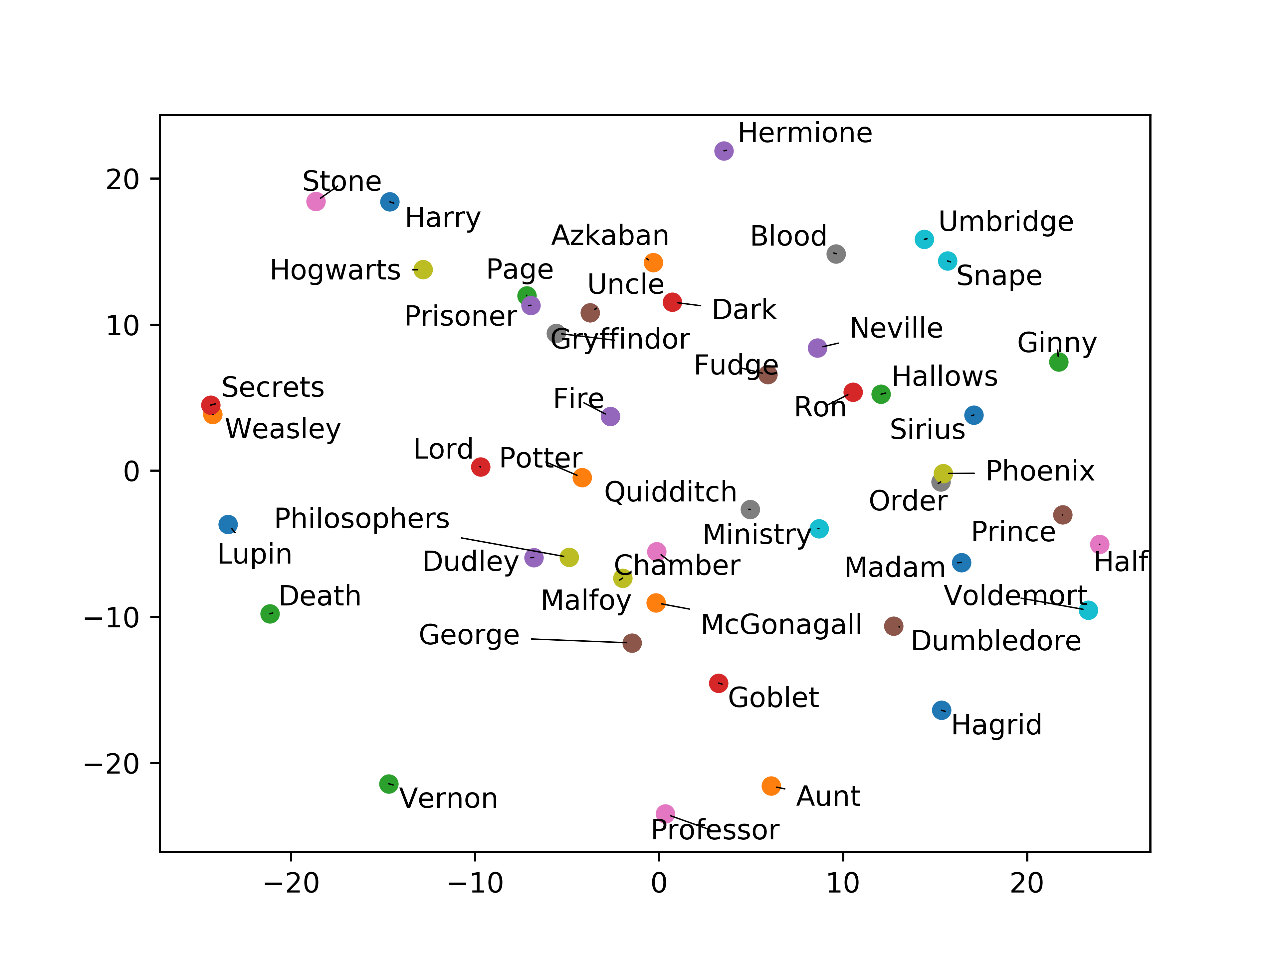 Hermione
20
Stone
Harry
Umbridge
Azkaban
Blood
Hogwarts
Page
Snape
Uncle
Prisoner
Dark
10
Gryffindor
Neville
Ginny
Fudge
Hallows
Secrets
Fire
Ron
Weasley
Sirius
Lord
Potter
0
Phoenix
Quidditch
Order
Philosophers
Ministry
Prince
Lupin
Dudley
Chamber
Madam
Half
Death
Malfoy
Voldemort
−10
McGonagall
George
Dumbledore
Goblet
Hagrid
−20
Vernon
Aunt
Professor
−20
−10
0
10
20